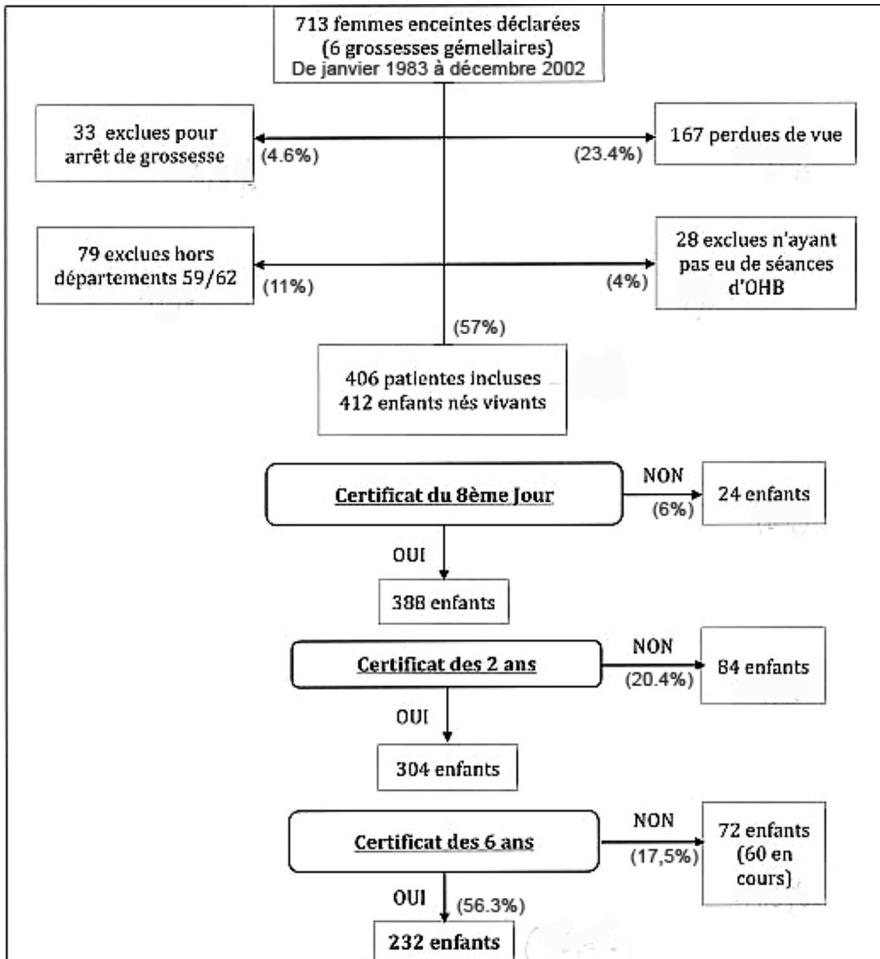 713 femmes enceintes déclarées
(6 grossesses gémellaires)
De janvier 1983 à décembre 2002
33 exclues pour
arrêt de grossesse
(4.6%)
(23.4%)
167 perdues de vue
79 exclues hors
départements 59/62
(11%)
(4%)
28 exclues n'ayant
pas eu de séances
d'OHB
(57%)
406 patientes incluses
412 enfants nés vivants
Certificat du 8ème Jour
NON
(6%)
24 enfants
OUI
388 enfants
Certificat des 2 ans
NON
(20.4%)
84 enfants
OUI
304 enfants
Certificat des 6 ans
NON
(17,5%)
72 enfants
(60 en
cours)
OUI
(56.3%)
232 enfants